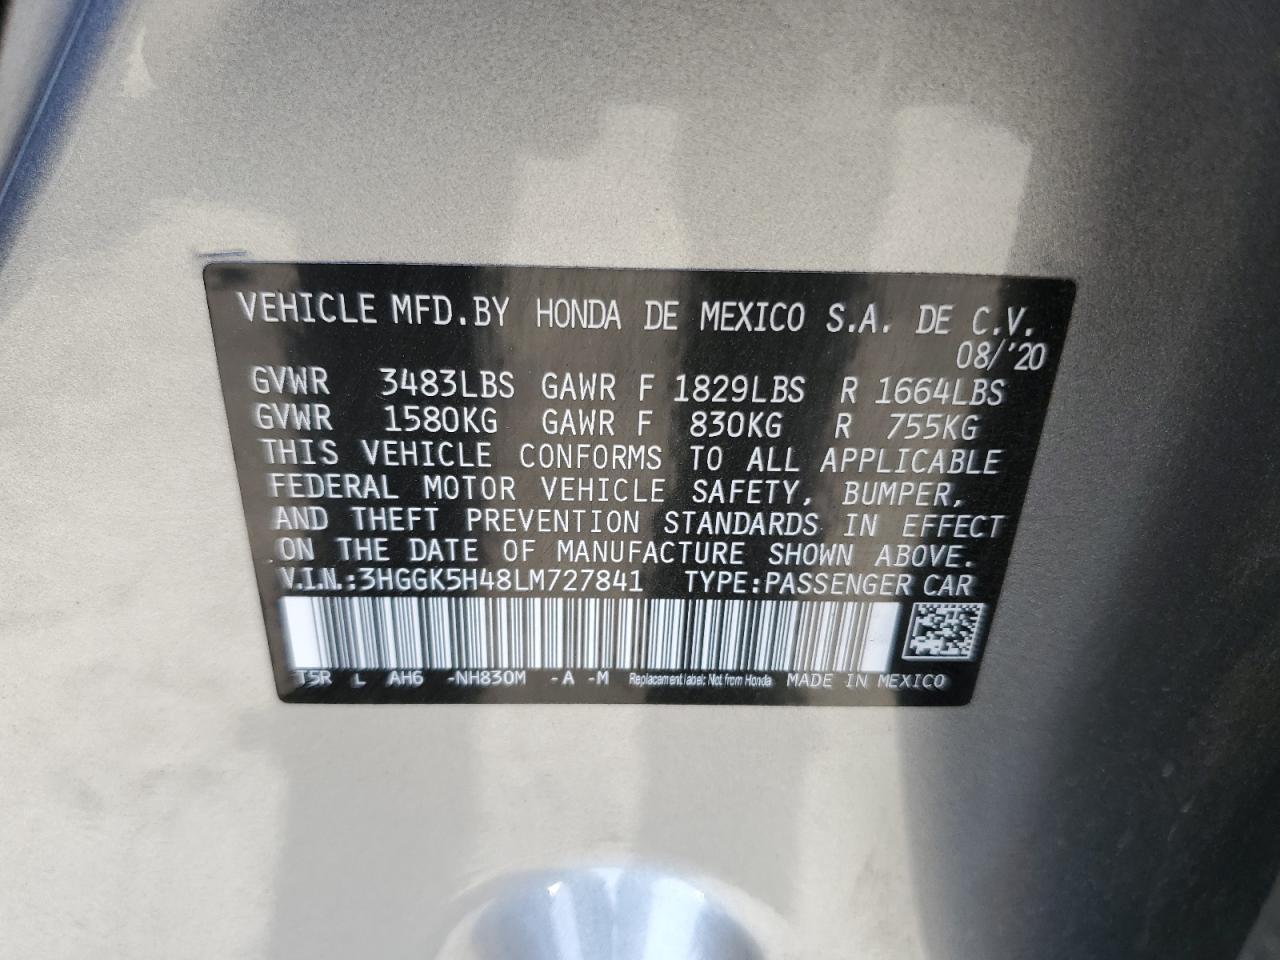 VEHICLE MFD.BY HONDA DE MEXICO S.A. DE C.V.
08/'20
GVWR 3483LBS GAWR F 1829LBS R 1664LBS
GVWR 1580KG GAWR F 830KG R 755KG
THIS VEHICLE CONFORMS TO ALL APPLICABLE
FEDERAL MOTOR VEHICLE SAFETY, BUMPER,
AND THEFT PREVENTION STANDARDS IN EFFECT
ON THE DATE OF MANUFACTURE SHOWN ABOVE.
V.I.N.:3HGGK5H48LM727841 TYPE:PASSENGER CAR
T5R L AH6 -NH830M -A -M Replacement label: Not from Honda MADE IN MEXICO